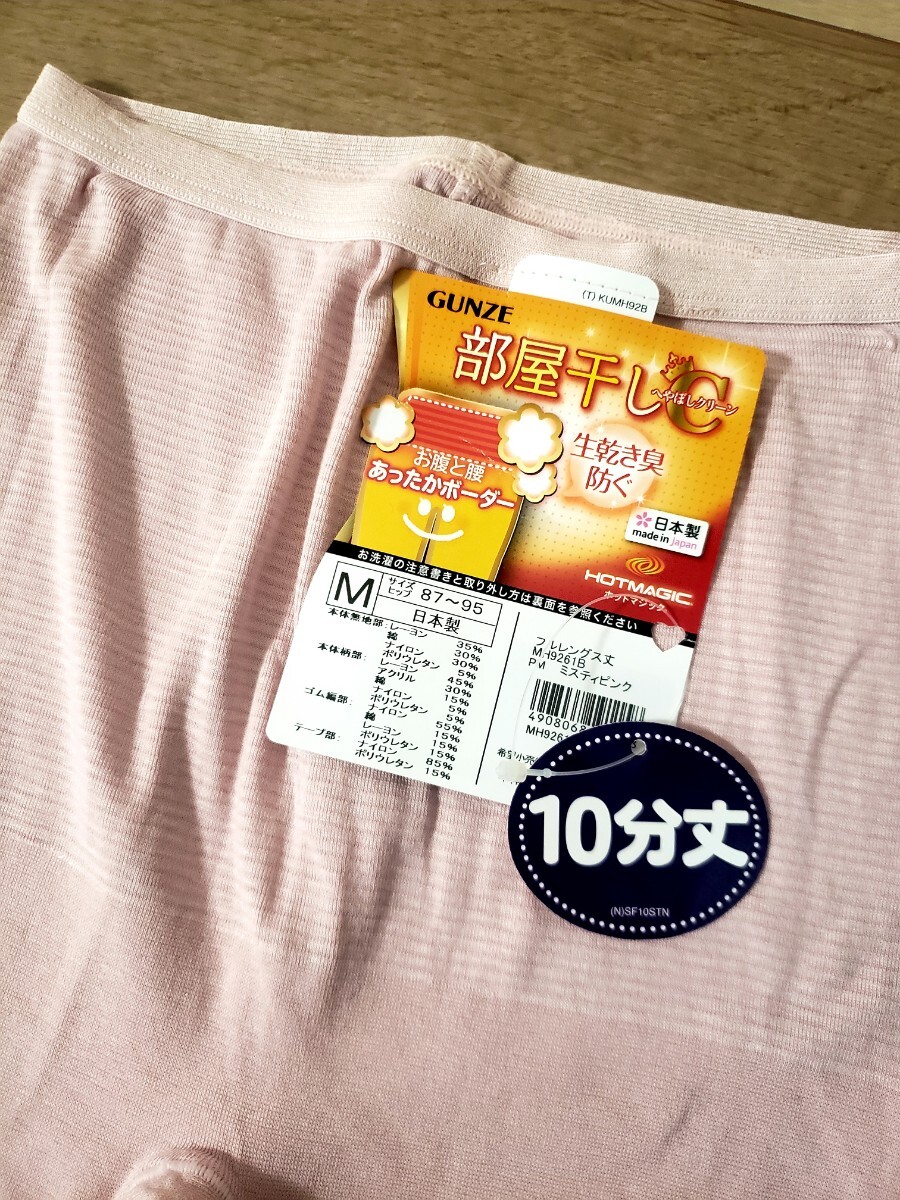 (T) KUMH92B
GUNZE
部屋干しC
へやぼしクリーン
生乾き臭
防ぐ
お腹と腰
あったかボーダー
日本製
made in Japan
HOTMAGIC
ホットマジック
お洗濯の注意書きと取り外し方は裏面を参照ください
M
サイズ
ヒップ 87〜95
日本製
本体無地部: レーヨン 35%
綿 30%
ナイロン 30%
ポリウレタン 5%
本体柄部: レーヨン 45%
アクリル 30%
綿 15%
ナイロン 5%
ポリウレタン 5%
ゴム編部: ナイロン 55%
綿 15%
レーヨン 15%
ポリウレタン 15%
テープ部: ナイロン 85%
ポリウレタン 15%
フルレングス丈
MH9261B
PM ミスティピンク
4908068
MH926
10分丈
(N)SF10STN